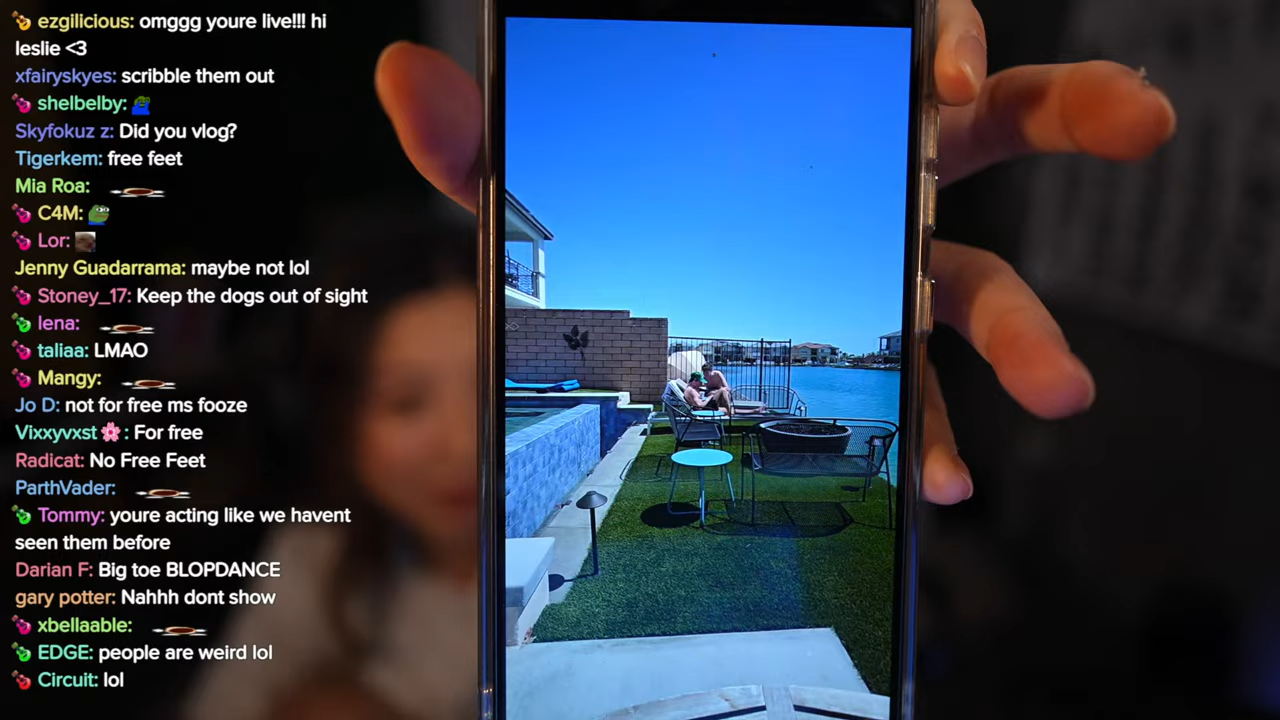 ezgilicious: omggg youre live!!! hi
leslie <3
xfairyskyes: scribble them out
shelbelby:
Skyfokuz z: Did you vlog?
Tigerkem: free feet
Mia Roa:
C4M:
Lor:
Jenny Guadarrama: maybe not lol
Stoney_17: Keep the dogs out of sight
lena:
taliaa: LMAO
Mangy:
Jo D: not for free ms fooze
Vixxyvxst🌸: For free
Radicat: No Free Feet
ParthVader:
Tommy: youre acting like we havent
seen them before
Darian F: Big toe BLOPDANCE
gary potter: Nahhh dont show
xbellaable:
EDGE: people are weird lol
Circuit: lol